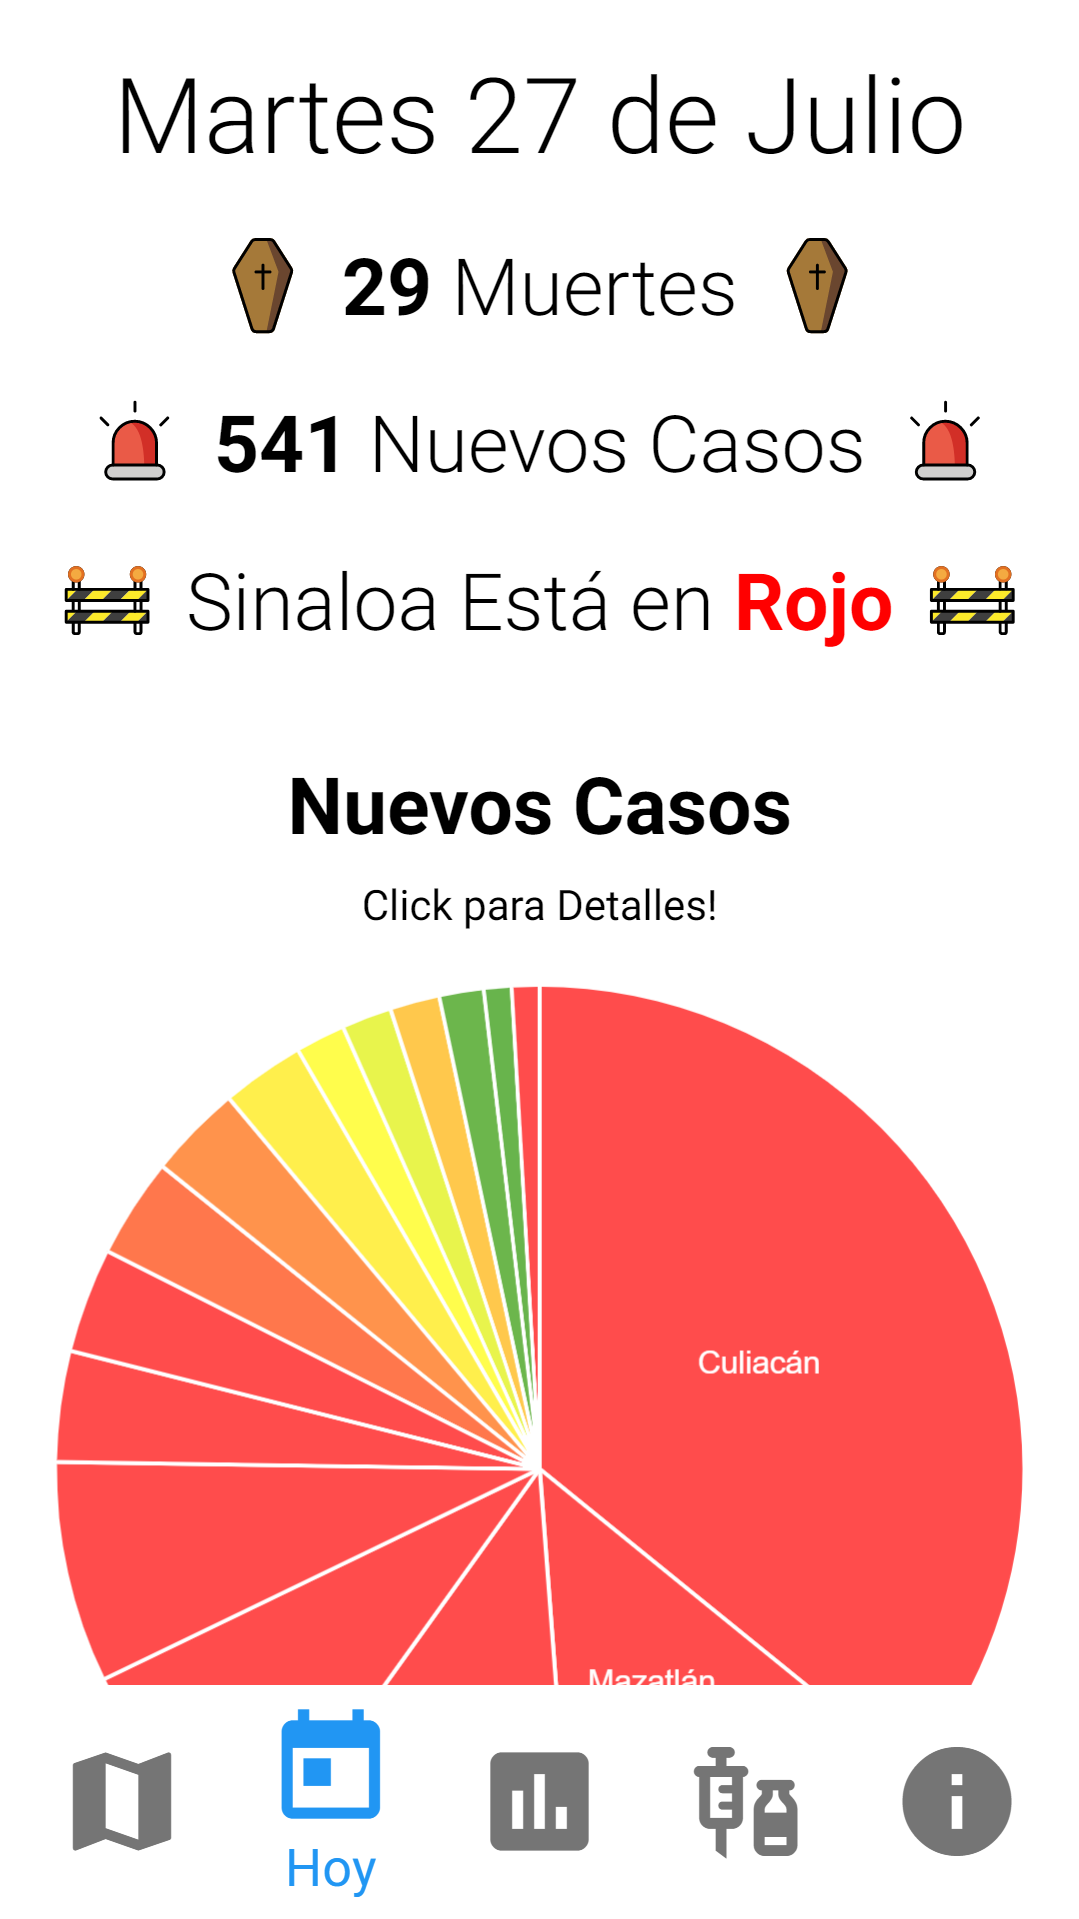 Martes 27 de Julio
29 Muertes
541 Nuevos Casos
Sinaloa Está en Rojo
Nuevos Casos
Click para Detalles!
Culiacán
Mazatlán
Hoy